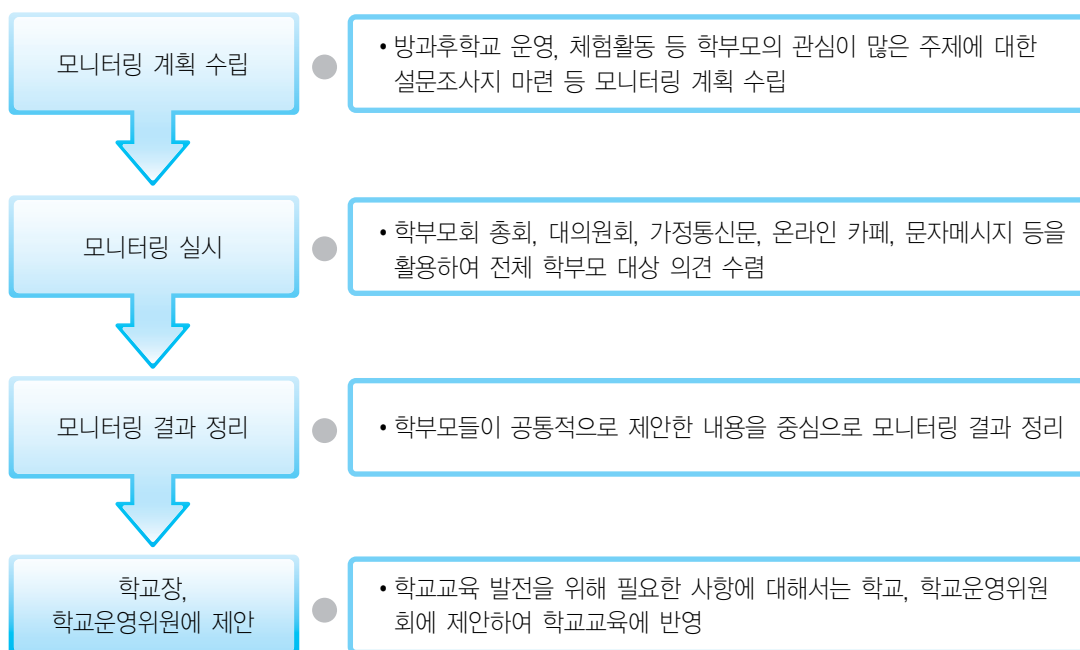 모니터링 계획 수립
• 방과후학교 운영, 체험활동 등 학부모의 관심이 많은 주제에 대한
설문조사지 마련 등 모니터링 계획 수립
모니터링 실시
• 학부모회 총회, 대의원회, 가정통신문, 온라인 카페, 문자메시지 등을
활용하여 전체 학부모 대상 의견 수렴
모니터링 결과 정리
• 학부모들이 공통적으로 제안한 내용을 중심으로 모니터링 결과 정리
학교장,
학교운영위원에 제안
• 학교교육 발전을 위해 필요한 사항에 대해서는 학교, 학교운영위원
회에 제안하여 학교교육에 반영